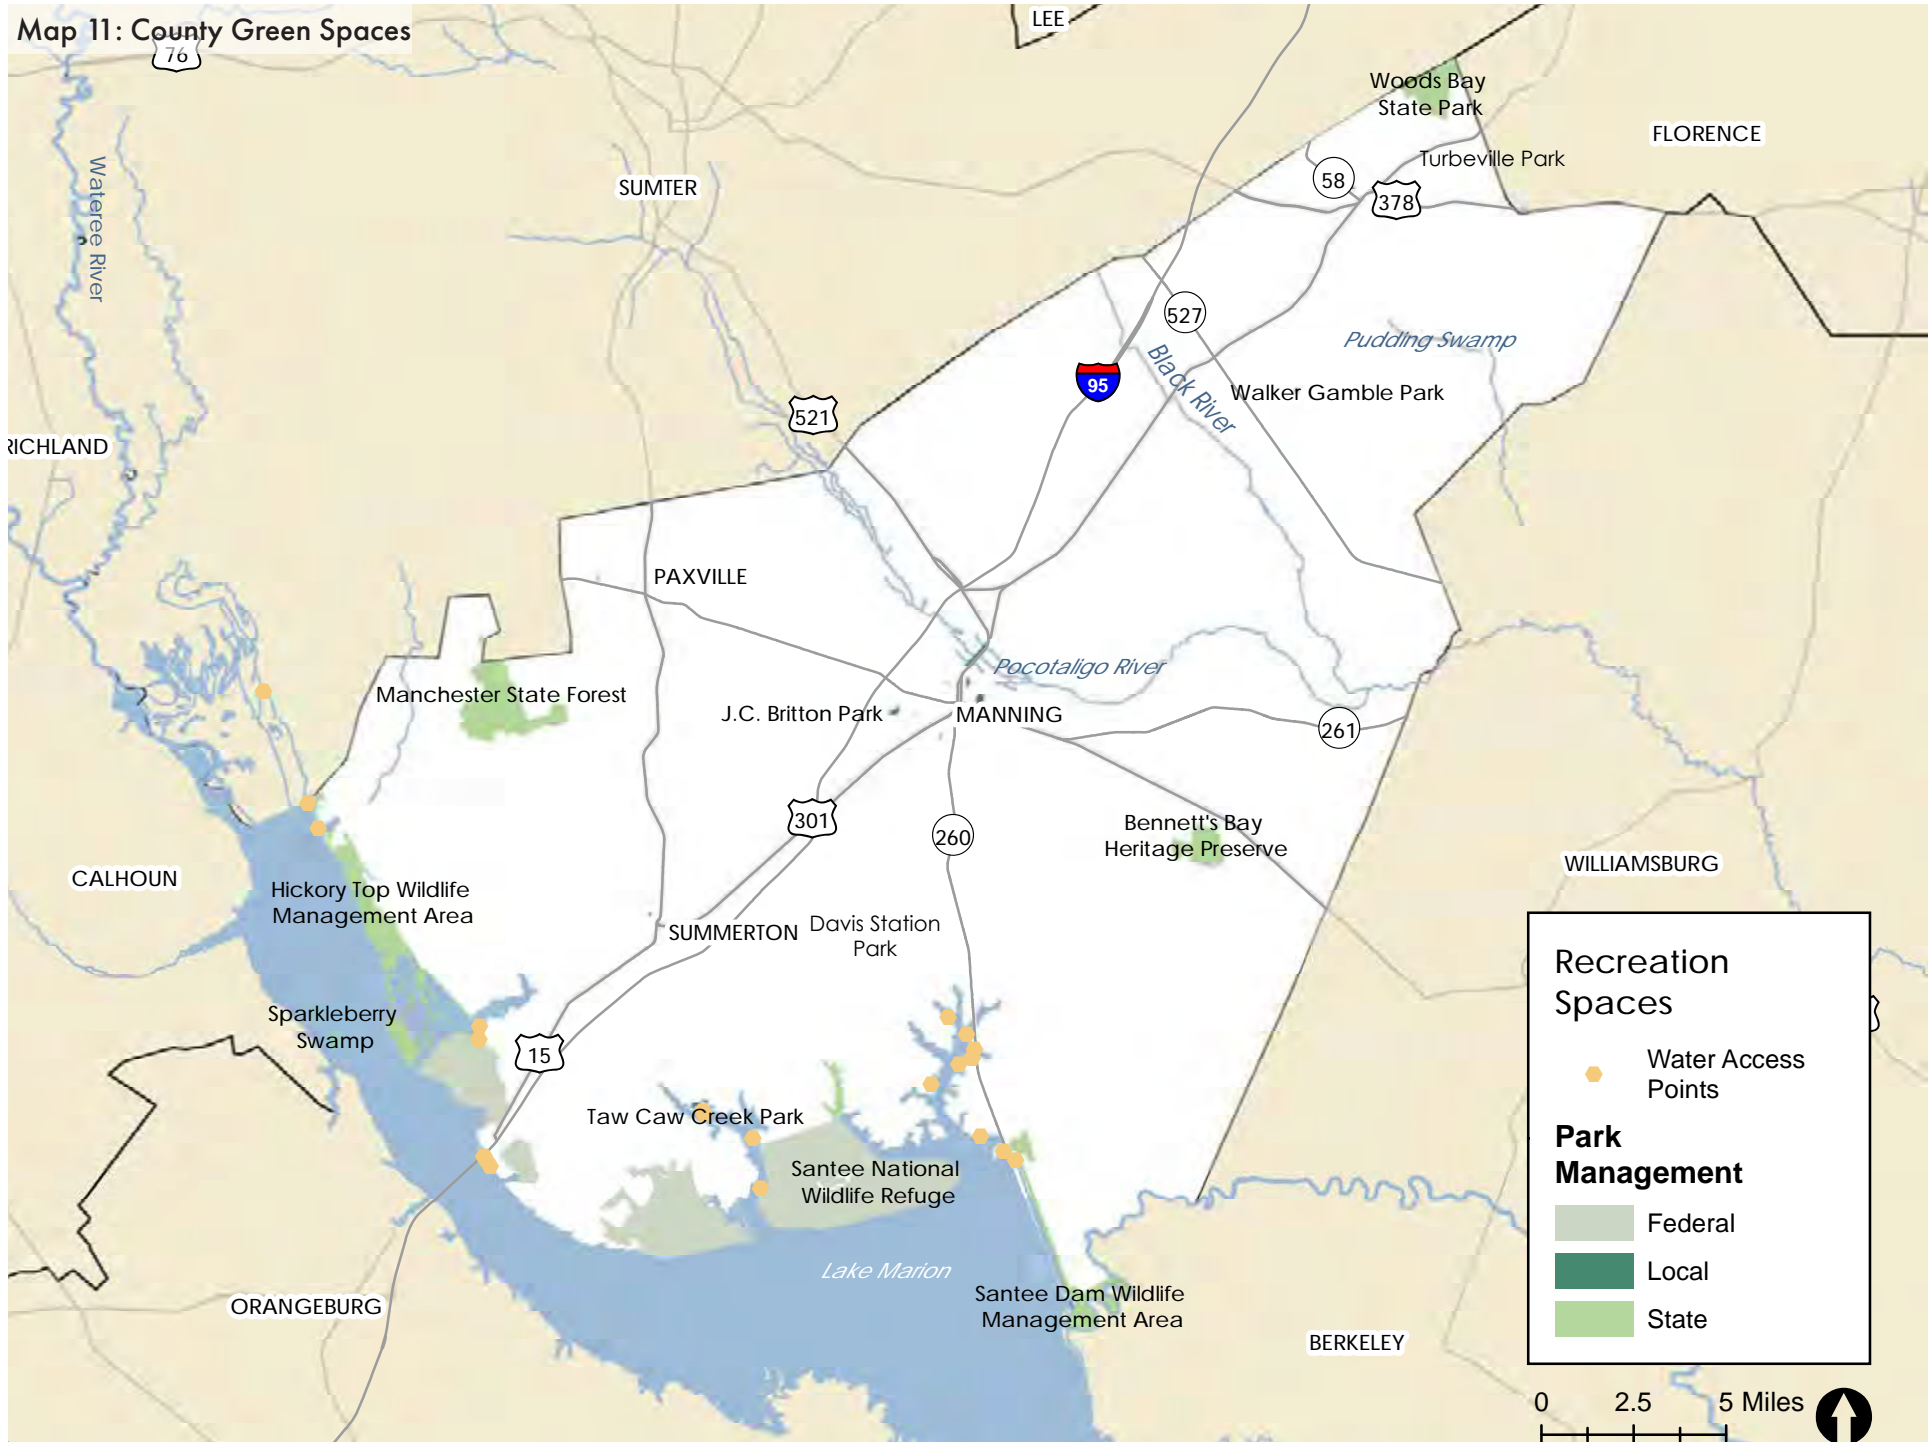 Map 11: County Green Spaces
76
LEE
Woods Bay
State Park
FLORENCE
Turbeville Park
58
378
SUMTER
Wateree River
527
Pudding Swamp
95
Black River
Walker Gamble Park
521
RICHLAND
PAXVILLE
Pocotaligo River
Manchester State Forest
J.C. Britton Park
MANNING
261
301
260
Bennett's Bay
Heritage Preserve
CALHOUN
WILLIAMSBURG
Hickory Top Wildlife
Management Area
SUMMERTON
Davis Station
Park
Sparkleberry
Swamp
15
Taw Caw Creek Park
Santee National
Wildlife Refuge
Lake Marion
Santee Dam Wildlife
Management Area
ORANGEBURG
BERKELEY
Recreation
Spaces
Water Access
Points
Park
Management
Federal
Local
State
0 2.5 5 Miles